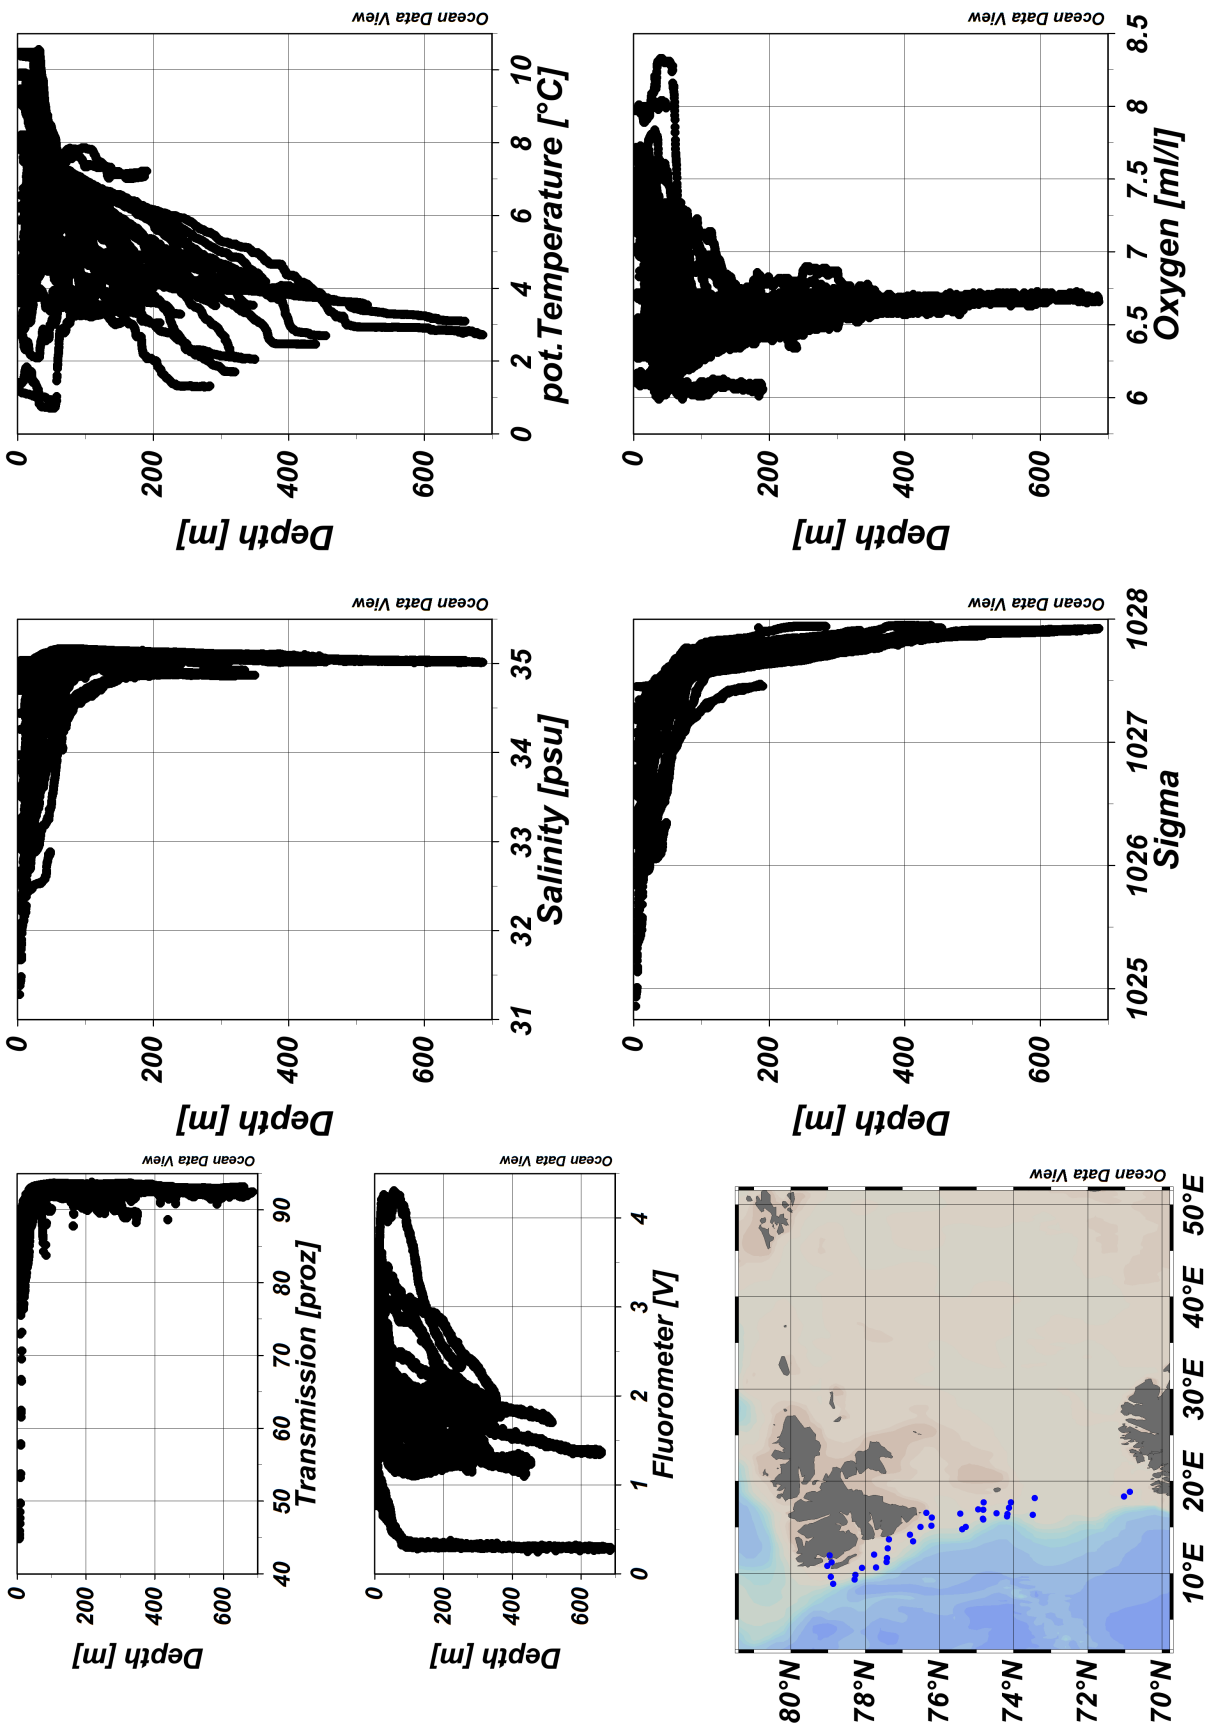 Ocean Data View
0
200
400
600
Depth [m]
0
2
4
6
8
10
pot.Temperature [°C]
Ocean Data View
0
200
400
600
Depth [m]
6
6.5
7
7.5
8
8.5
Oxygen [ml/l]
Ocean Data View
0
200
400
600
Depth [m]
31
32
33
34
35
Salinity [psu]
Ocean Data View
0
200
400
600
Depth [m]
1025
1026
1027
1028
Sigma
Ocean Data View
0
200
400
600
Depth [m]
40
50
60
70
80
90
Transmission [proz]
Ocean Data View
0
200
400
600
Depth [m]
0
1
2
3
4
Fluorometer [V]
Ocean Data View
80°N
78°N
76°N
74°N
72°N
70°N
10°E
20°E
30°E
40°E
50°E